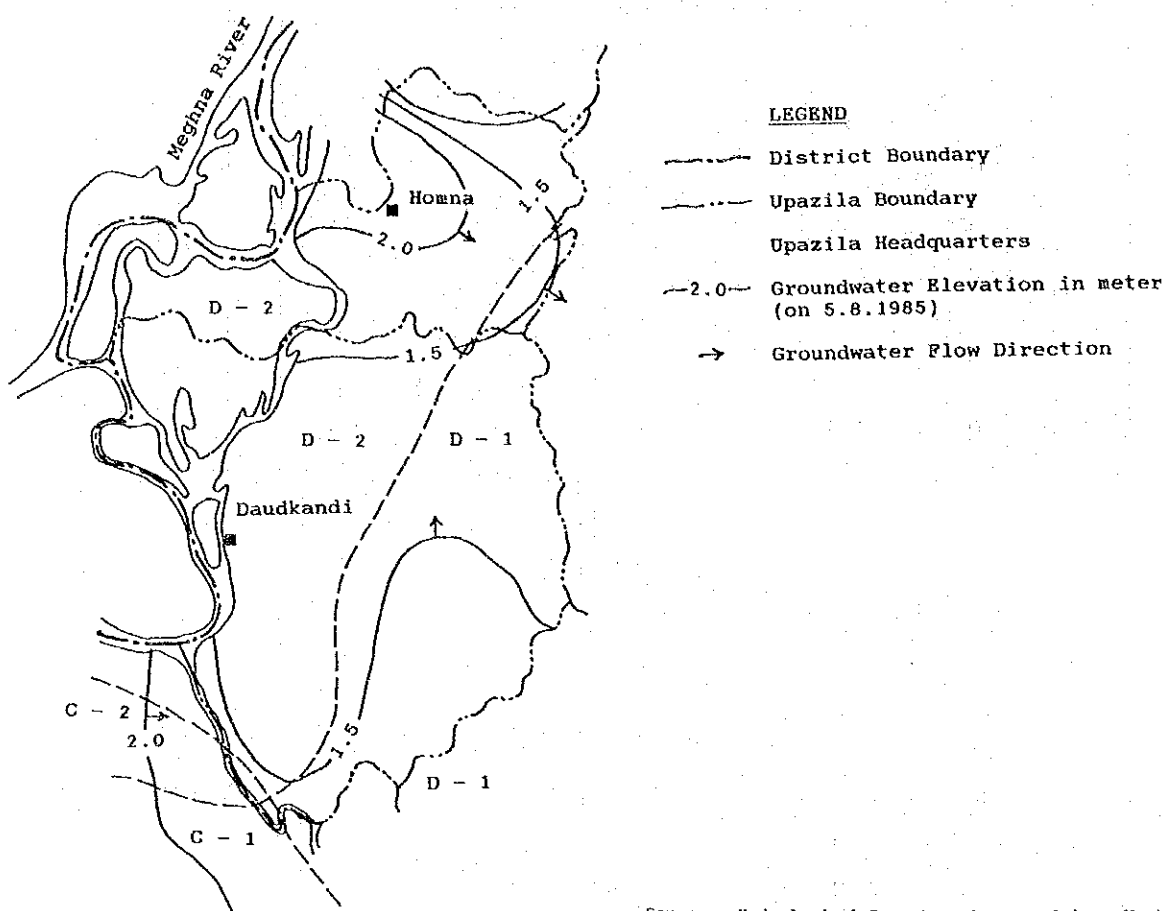 Meghna River
LEGEND
District Boundary
Upazila Boundary
Upazila Headquarters
2.0 Groundwater Elevation in meter
(on 5.8.1985)
Groundwater Flow Direction
1.5
Homna
2.0
D - 2
1.5
D - 2
D - 1
Daudkandi
C - 2
2.0
1.5
D - 1
C - 1